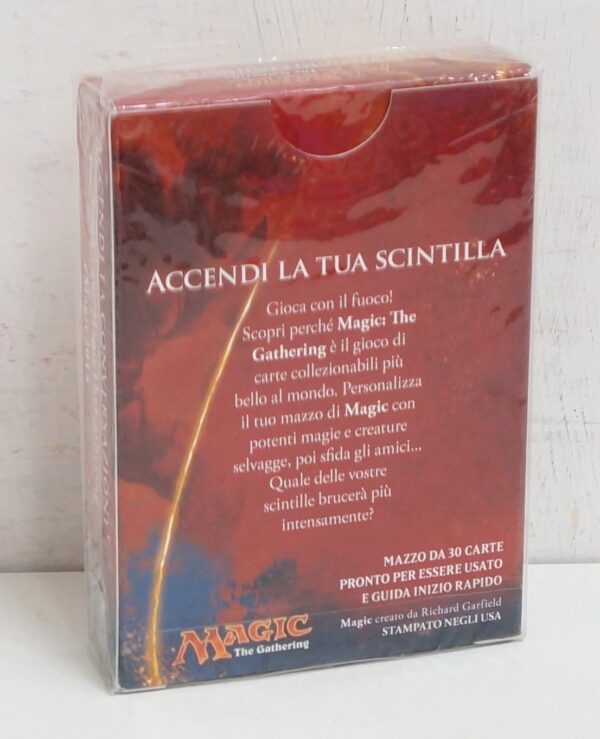 ACCENDI LA TUA SCINTILLA
Gioca con il fuoco!
Scopri perché Magic: The
Gathering è il gioco di
carte collezionabili più
bello al mondo. Personalizza
il tuo mazzo di Magic con
potenti magie e creature
selvagge, poi sfida gli amici...
Quale delle vostre
scintille brucerà più
intensamente?
MAZZO DA 30 CARTE
PRONTO PER ESSERE USATO
E GUIDA INIZIO RAPIDO
Magic creato da Richard Garfield
STAMPATO NEGLI USA
MAGIC
The Gathering